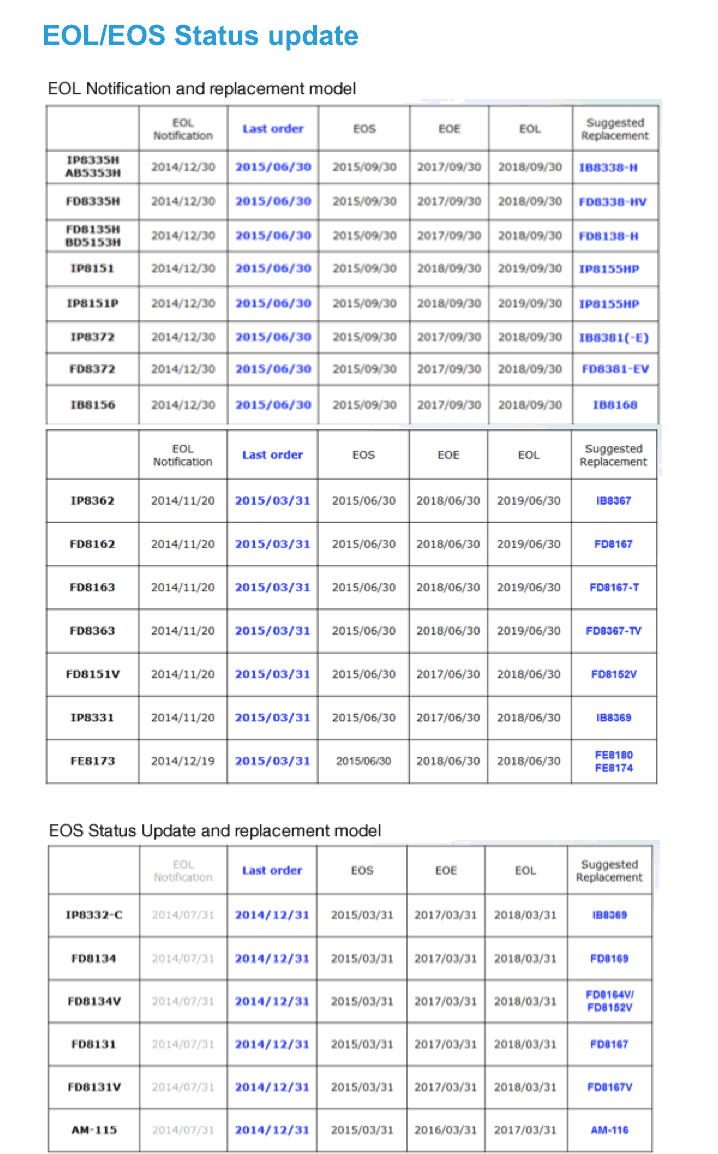 EOL/EOS Status update
EOL Notification and replacement model
EOL Notification Last order EOS EOE EOL Suggested Replacement
IP8335H AB5353H 2014/12/30 2015/06/30 2015/09/30 2017/09/30 2018/09/30 IB8338-H
FD8335H 2014/12/30 2015/06/30 2015/09/30 2017/09/30 2018/09/30 FD8338-HV
FD8135H BD5153H 2014/12/30 2015/06/30 2015/09/30 2017/09/30 2018/09/30 FD8138-H
IP8151 2014/12/30 2015/06/30 2015/09/30 2018/09/30 2019/09/30 IP8155HP
IP8151P 2014/12/30 2015/06/30 2015/09/30 2018/09/30 2019/09/30 IP8155HP
IP8372 2014/12/30 2015/06/30 2015/09/30 2017/09/30 2018/09/30 IB8381(-E)
FD8372 2014/12/30 2015/06/30 2015/09/30 2017/09/30 2018/09/30 FD8381-EV
IB8156 2014/12/30 2015/06/30 2015/09/30 2017/09/30 2018/09/30 IB8168
EOL Notification Last order EOS EOE EOL Suggested Replacement
IP8362 2014/11/20 2015/03/31 2015/06/30 2018/06/30 2019/06/30 IB8367
FD8162 2014/11/20 2015/03/31 2015/06/30 2018/06/30 2019/06/30 FD8167
FD8163 2014/11/20 2015/03/31 2015/06/30 2018/06/30 2019/06/30 FD8167-T
FD8363 2014/11/20 2015/03/31 2015/06/30 2018/06/30 2019/06/30 FD8367-TV
FD8151V 2014/11/20 2015/03/31 2015/06/30 2017/06/30 2018/06/30 FD8152V
IP8331 2014/11/20 2015/03/31 2015/06/30 2017/06/30 2018/06/30 IB8369
FE8173 2014/12/19 2015/03/31 2015/06/30 2018/06/30 2018/06/30 FE8180 FE8174
EOS Status Update and replacement model
EOL Notification Last order EOS EOE EOL Suggested Replacement
IP8332-C 2014/07/31 2014/12/31 2015/03/31 2017/03/31 2018/03/31 IB8369
FD8134 2014/07/31 2014/12/31 2015/03/31 2017/03/31 2018/03/31 FD8169
FD8134V 2014/07/31 2014/12/31 2015/03/31 2017/03/31 2018/03/31 FD8164V/ FD8152V
FD8131 2014/07/31 2014/12/31 2015/03/31 2017/03/31 2018/03/31 FD8167
FD8131V 2014/07/31 2014/12/31 2015/03/31 2017/03/31 2018/03/31 FD8167V
AM-115 2014/07/31 2014/12/31 2015/03/31 2016/03/31 2017/03/31 AM-116